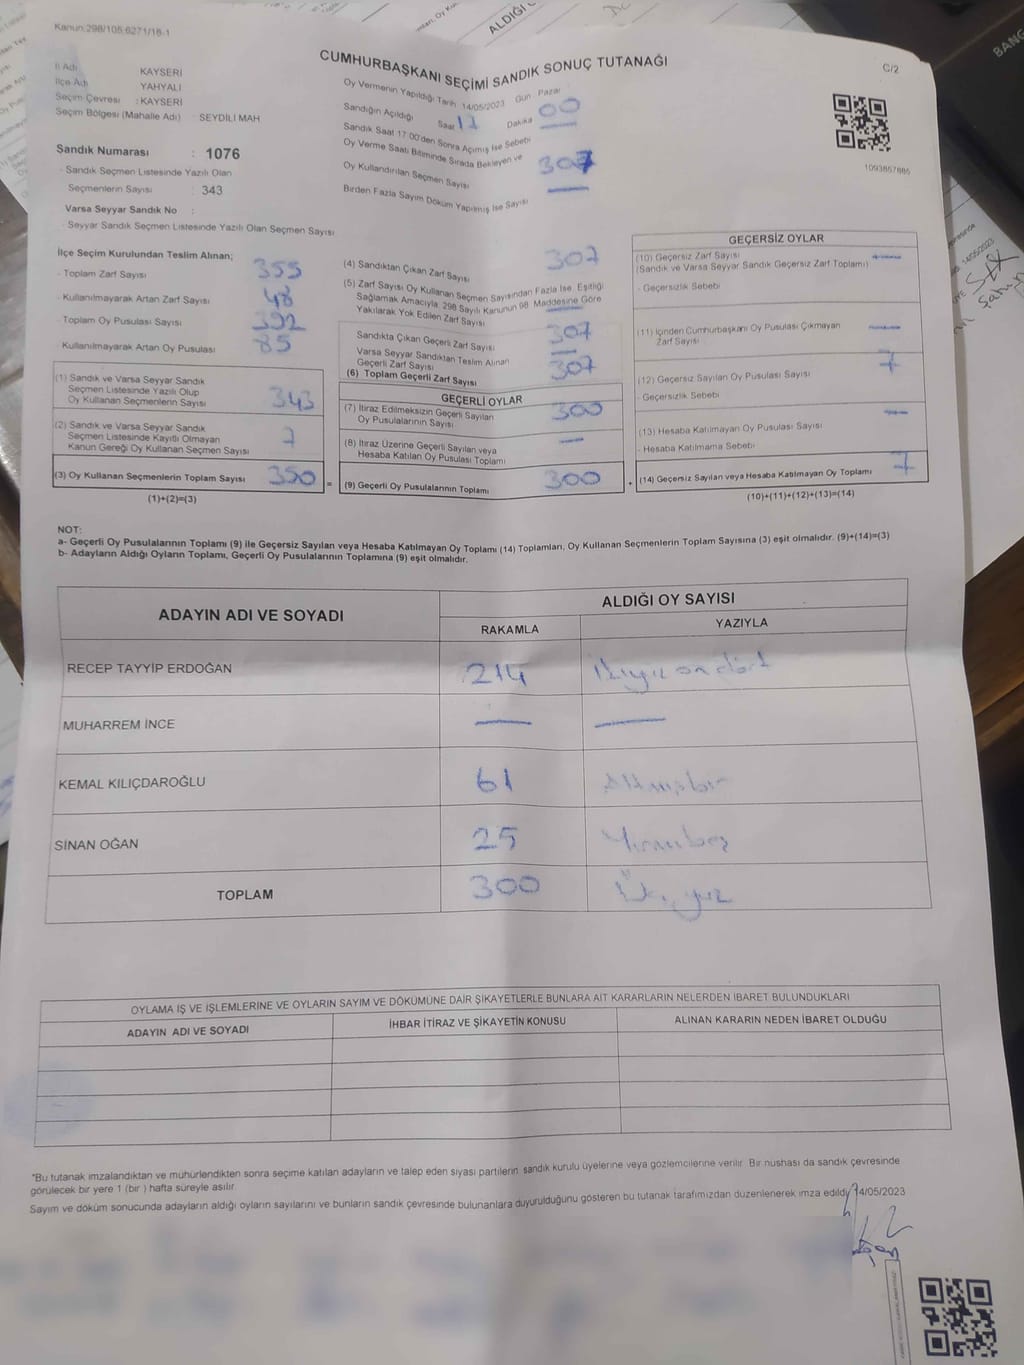 ALDIĞI
BANG
Kanun:298/105;6271/18-1
CUMHURBAŞKANI SEÇİMİ SANDIK SONUÇ TUTANAĞI
C/2
İl Adı KAYSERİ
İlçe Adı YAHYALI
Seçim Çevresi : KAYSERİ
Seçim Bölgesi (Mahalle Adı) : SEYDİLİ MAH
Sandık Numarası : 1076
- Sandık Seçmen Listesinde Yazılı Olan
Seçmenlerin Sayısı : 343
Varsa Seyyar Sandık No :
- Seyyar Sandık Seçmen Listesinde Yazılı Olan Seçmen Sayısı
Oy Vermenin Yapıldığı Tarih 14/05/2023 Gün Pazar
Sandığın Açıldığı Saat 17 Dakika 00
Sandık Saat 17:00'den Sonra Açımış İse Sebebi
Oy Verme Saati Bitiminde Sırada Bekleyen ve
Oy Kullandırılan Seçmen Sayısı 307
Birden Fazla Sayım Döküm Yapılmış İse Sayısı
1093857885
İlçe Seçim Kurulundan Teslim Alınan;
- Toplam Zarf Sayısı 355
- Kullanılmayarak Artan Zarf Sayısı 48
- Toplam Oy Pusulası Sayısı 392
- Kullanılmayarak Artan Oy Pusulası 85
(1) Sandık ve Varsa Seyyar Sandık
Seçmen Listesinde Yazılı Olup
Oy Kullanan Seçmenlerin Sayısı 343
(2) Sandık ve Varsa Seyyar Sandık
Seçmen Listesinde Kayıtlı Olmayan
Kanun Gereği Oy Kullanan Seçmen Sayısı 7
(3) Oy Kullanan Seçmenlerin Toplam Sayısı 350 =
(1)+(2)=(3)
(4) Sandıktan Çıkan Zarf Sayısı 307
(5) Zarf Sayısı Oy Kullanan Seçmen Sayısından Fazla İse, Eşitliği
Sağlamak Amacıyla, 298 Sayılı Kanunun 98. Maddesine Göre
Yakılarak Yok Edilen Zarf Sayısı
Sandıkta Çıkan Geçerli Zarf Sayısı 307
Varsa Seyyar Sandıktan Teslim Alınan
Geçerli Zarf Sayısı
(6) Toplam Geçerli Zarf Sayısı 307
GEÇERLİ OYLAR
(7) İtiraz Edilmeksizin Geçerli Sayılan
Oy Pusulalarının Sayısı 300
(8) İtiraz Üzerine Geçerli Sayılan veya
Hesaba Katılan Oy Pusulası Toplamı
(9) Geçerli Oy Pusulalarının Toplamı 300 +
GEÇERSİZ OYLAR
(10) Geçersiz Zarf Sayısı
(Sandık ve Varsa Seyyar Sandık Geçersiz Zarf Toplamı)
- Geçersizlik Sebebi
(11) İçinden Cumhurbaşkanı Oy Pusulası Çıkmayan
Zarf Sayısı
(12) Geçersiz Sayılan Oy Pusulası Sayısı 7
- Geçersizlik Sebebi
(13) Hesaba Katılmayan Oy Pusulası Sayısı
- Hesaba Katılmama Sebebi
(14) Geçersiz Sayılan veya Hesaba Katılmayan Oy Toplamı 7
(10)+(11)+(12)+(13)=(14)
NOT:
a- Geçerli Oy Pusulalarının Toplamı (9) ile Geçersiz Sayılan veya Hesaba Katılmayan Oy Toplamı (14) Toplamları, Oy Kullanan Seçmenlerin Toplam Sayısına (3) eşit olmalıdır. (9)+(14)=(3)
b- Adayların Aldığı Oyların Toplamı, Geçerli Oy Pusulalarının Toplamına (9) eşit olmalıdır.
ADAYIN ADI VE SOYADI
ALDIĞI OY SAYISI
RAKAMLA YAZIYLA
RECEP TAYYİP ERDOĞAN 214 İkiyüz on dört
MUHARREM İNCE
KEMAL KILIÇDAROĞLU 61 Altmışbir
SİNAN OĞAN 25 Yirmibeş
TOPLAM 300 Üç yüz
OYLAMA İŞ VE İŞLEMLERİNE VE OYLARIN SAYIM VE DÖKÜMÜNE DAİR ŞİKAYETLERLE BUNLARA AİT KARARLARIN NELERDEN İBARET BULUNDUKLARI
ADAYIN ADI VE SOYADI İHBAR İTİRAZ VE ŞİKAYETİN KONUSU ALINAN KARARIN NEDEN İBARET OLDUĞU
*Bu tutanak imzalandıktan ve mühürlendikten sonra seçime katılan adayların ve talep eden siyasi partilerin sandık kurulu üyelerine veya gözlemcilerine verilir. Bir nüshası da sandık çevresinde
görülecek bir yere 1 (bir ) hafta süreyle asılır.
Sayım ve döküm sonucunda adayların aldığı oyların sayılarını ve bunların sandık çevresinde bulunanlara duyurulduğunu gösteren bu tutanak tarafımızdan düzenlenerek imza edildi 14/05/2023